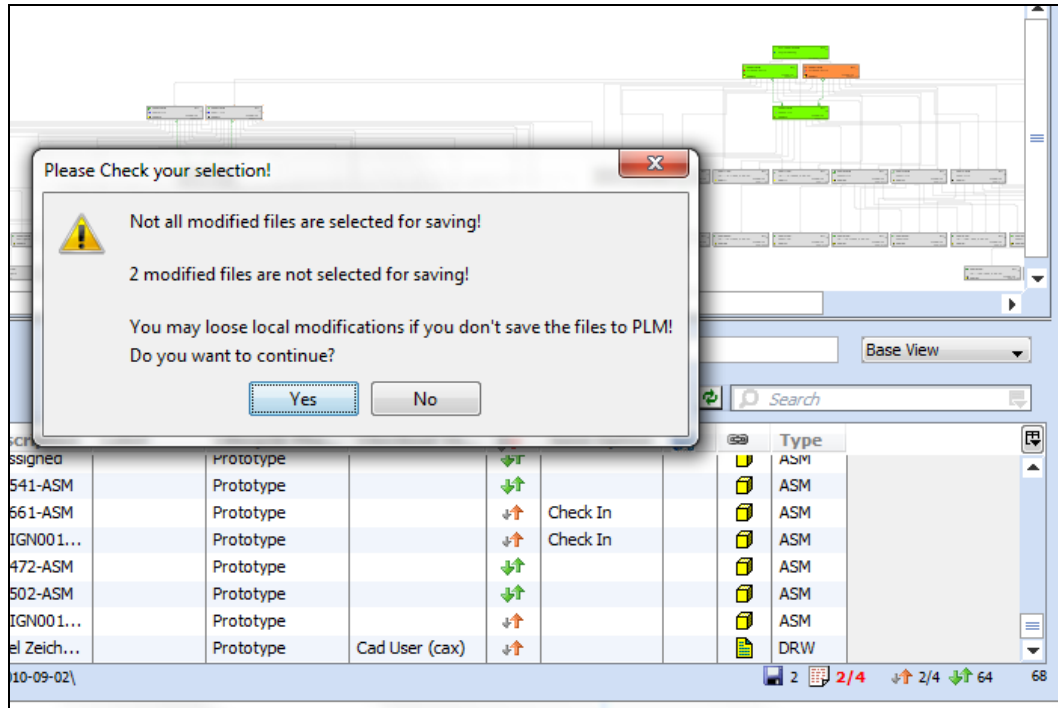 Please Check your selection!
Not all modified files are selected for saving!
2 modified files are not selected for saving!
You may loose local modifications if you don't save the files to PLM!
Do you want to continue?
Yes No
Base View
Search
Type
ssigned Prototype ASM
541-ASM Prototype ASM
661-ASM Prototype Check In ASM
IGN001... Prototype Check In ASM
472-ASM Prototype ASM
502-ASM Prototype ASM
IGN001... Prototype ASM
el Zeich... Prototype Cad User (cax) DRW
010-09-02\ 2 2/4 2/4 64 68